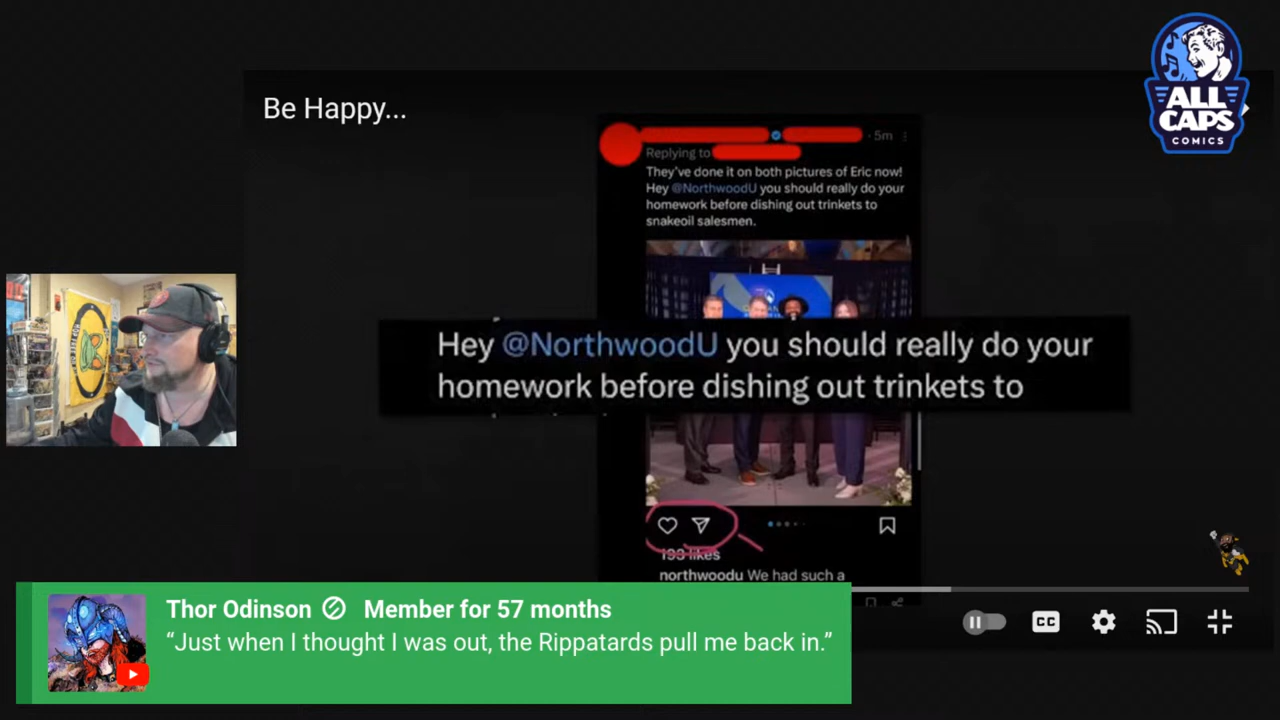 Be Happy...
ALL
CAPS
COMICS
· 5m
Replying to
They've done it on both pictures of Eric now!
Hey @NorthwoodU you should really do your
homework before dishing out trinkets to
snakeoil salesmen.
Hey @NorthwoodU you should really do your
homework before dishing out trinkets to
193 likes
northwoodu We had such a
CC
Thor Odinson Member for 57 months
“Just when I thought I was out, the Rippatards pull me back in.”